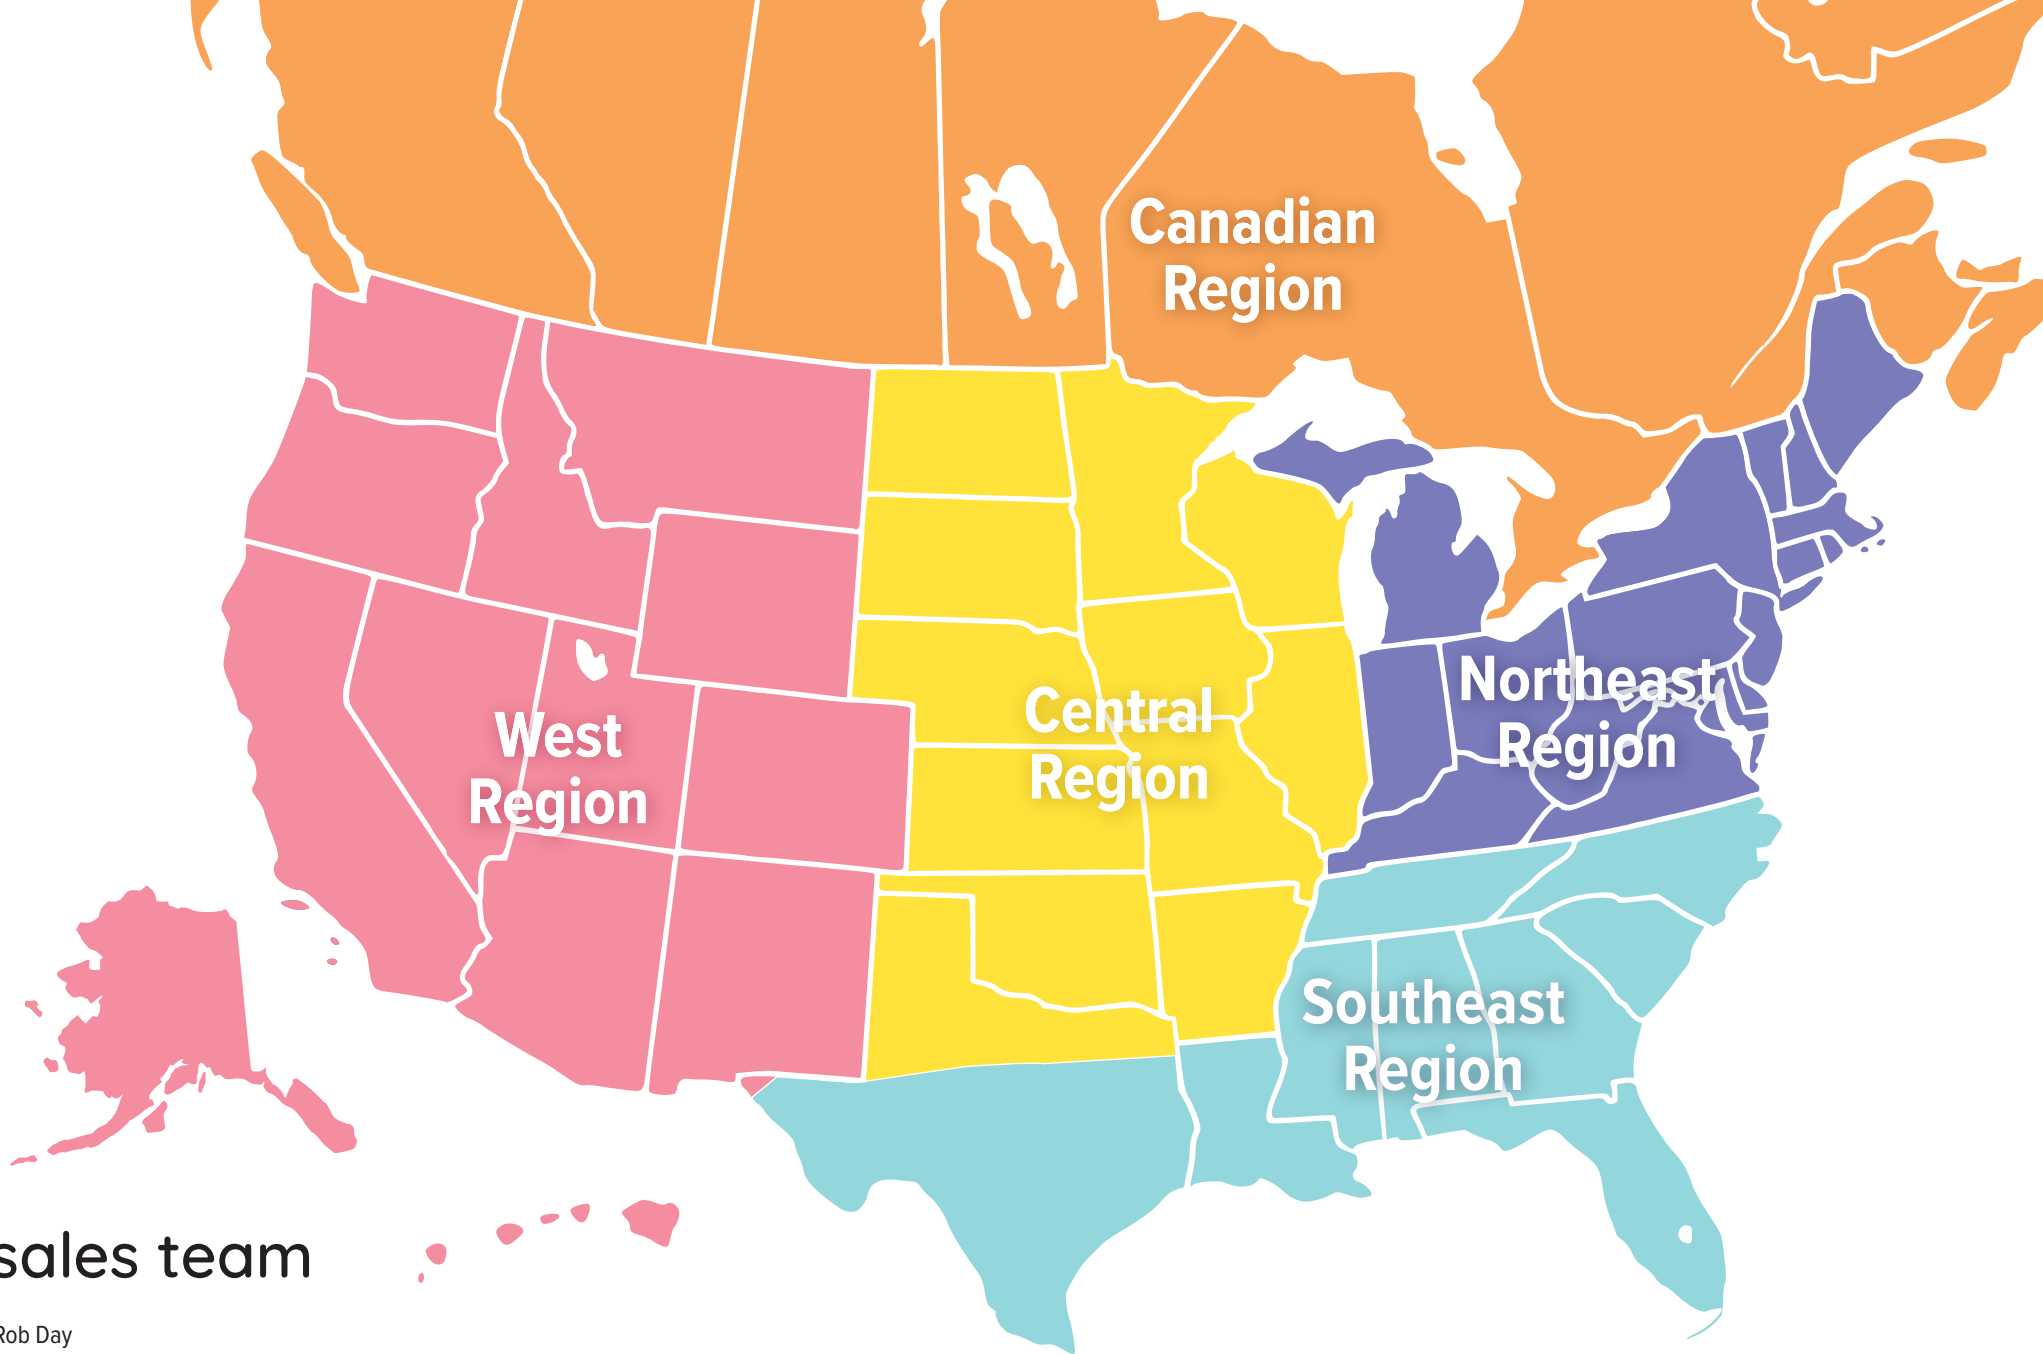 Canadian
Region
Northeast
Region
Central
Region
West
Region
Southeast
Region
sales team
Rob Day